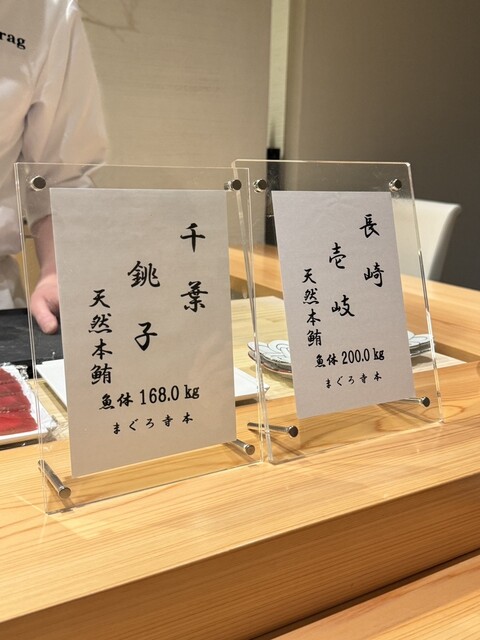 rag
千葉
銚子
天然本鮪
魚体 168.0 kg
まぐろ寺本
長崎
壱岐
天然本鮪
魚体 200.0 kg
まぐろ寺本